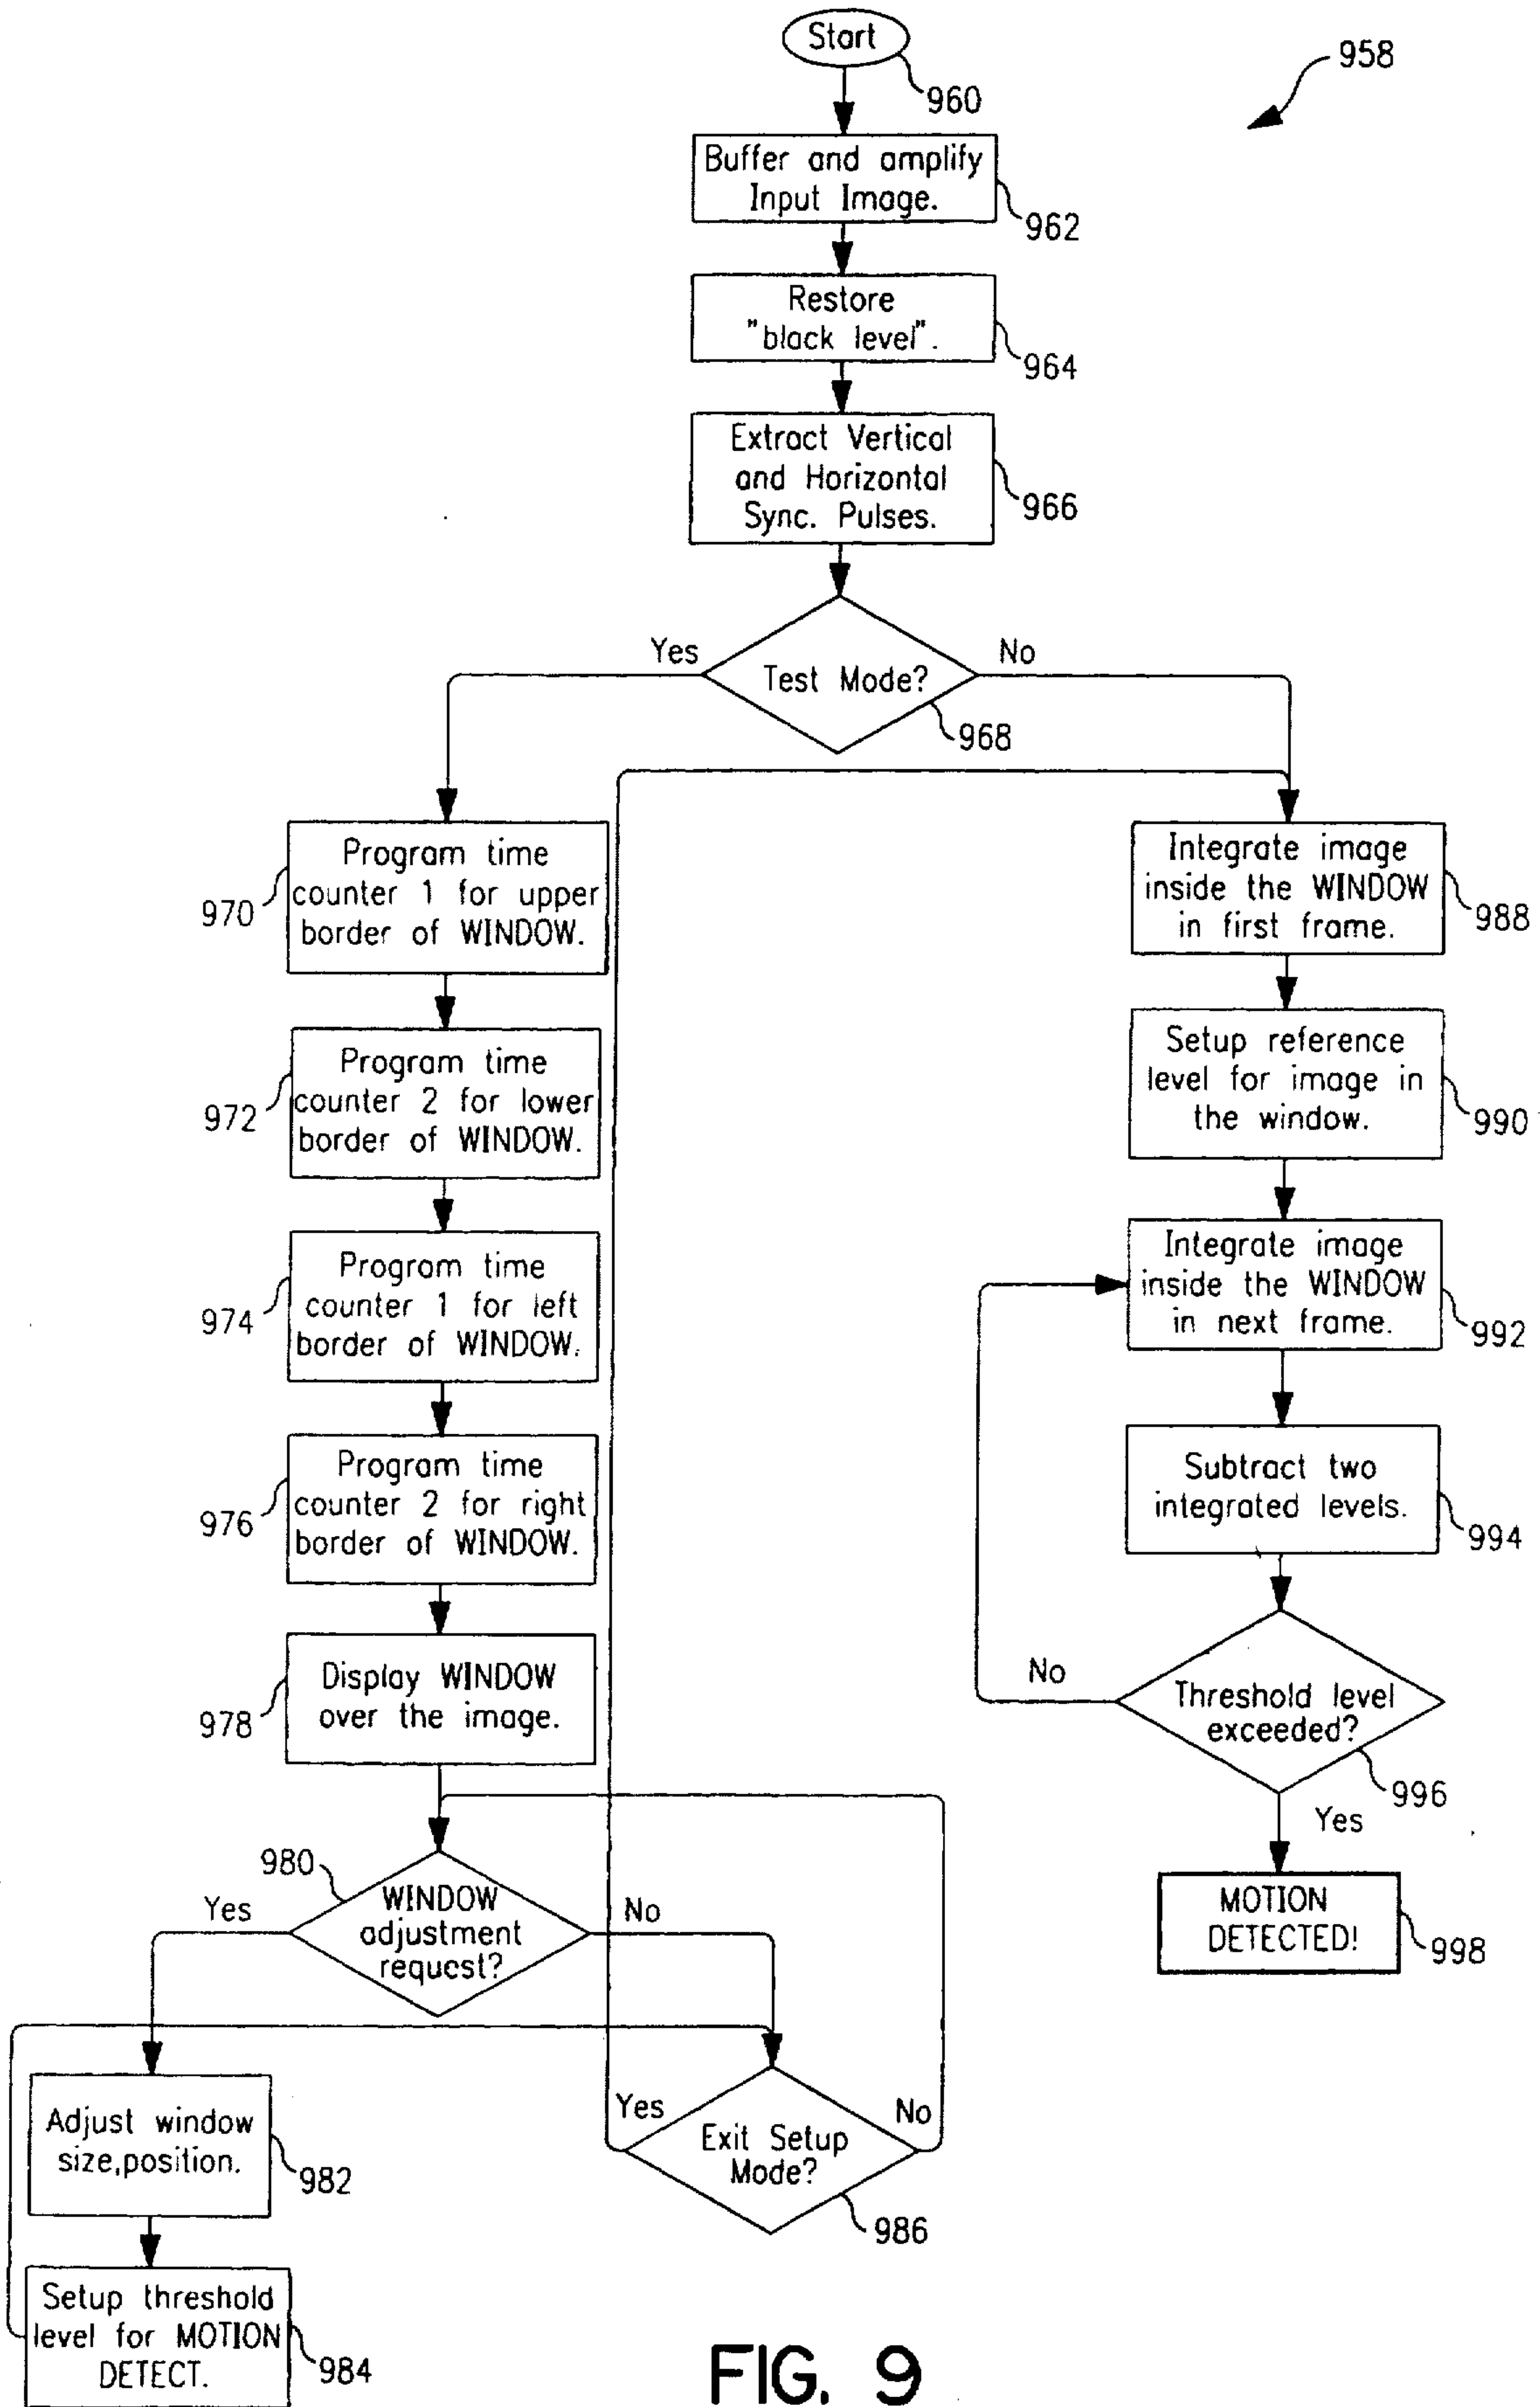 Start
960
958
Buffer and amplify
Input Image.
962
Restore
"black level".
964
Extract Vertical
and Horizontal
Sync. Pulses.
966
Yes
Test Mode?
No
968
Program time
counter 1 for upper
border of WINDOW.
970
Program time
counter 2 for lower
border of WINDOW.
972
Program time
counter 1 for left
border of WINDOW.
974
Program time
counter 2 for right
border of WINDOW.
976
Display WINDOW
over the image.
978
980
Yes
WINDOW
adjustment
request?
No
Adjust window
size,position.
982
Setup threshold
level for MOTION
DETECT.
984
Yes
Exit Setup
Mode?
No
986
Integrate image
inside the WINDOW
in first frame.
988
Setup reference
level for image in
the window.
990
Integrate image
inside the WINDOW
in next frame.
992
Subtract two
integrated levels.
994
No
Threshold level
exceeded?
996
Yes
MOTION
DETECTED!
998
FIG. 9